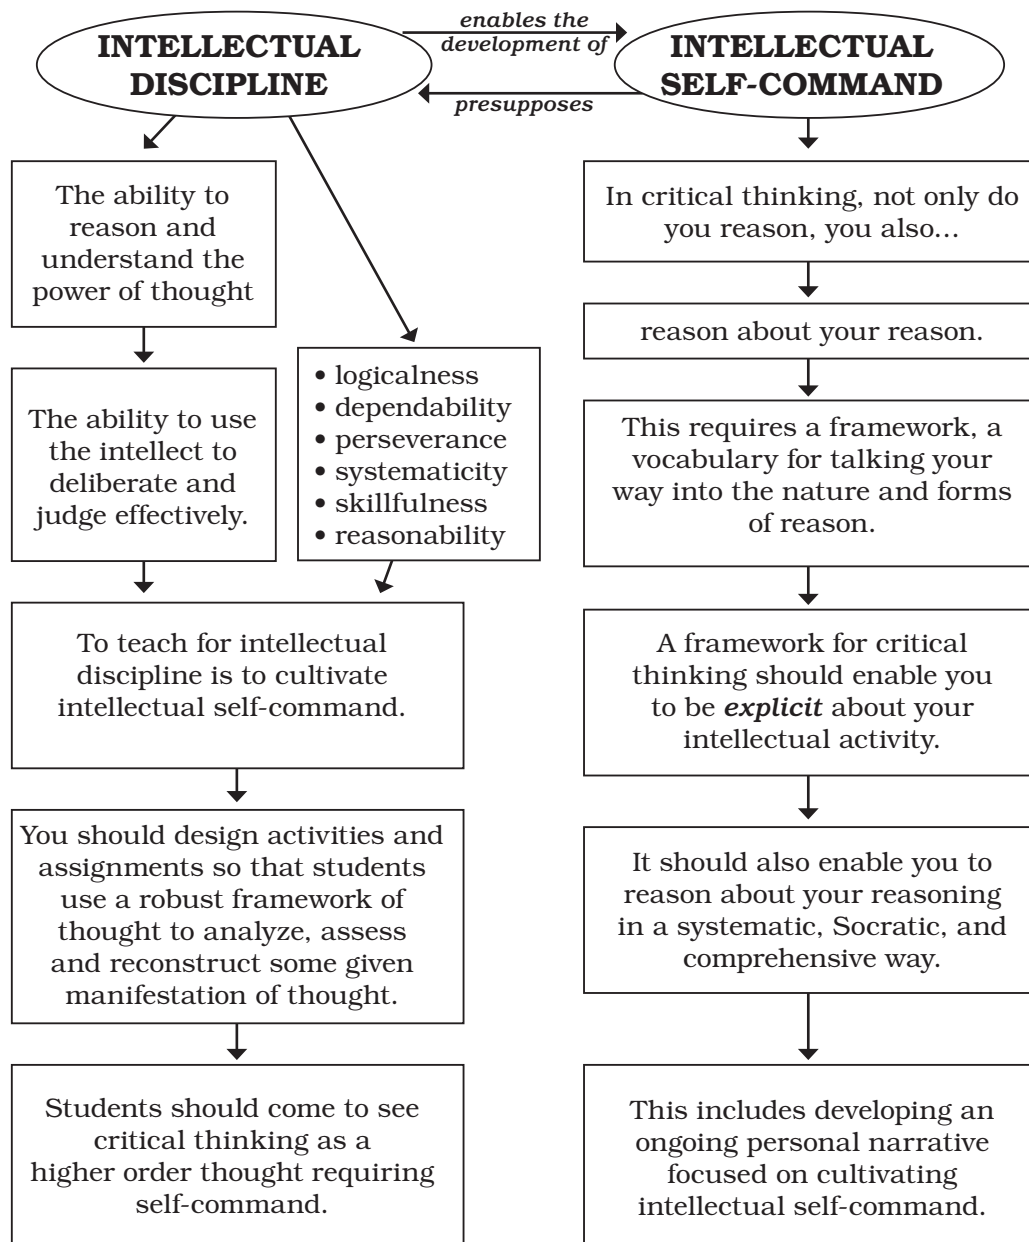 INTELLECTUAL
DISCIPLINE
enables the
development of
presupposes
INTELLECTUAL
SELF-COMMAND
The ability to
reason and
understand the
power of thought
The ability to use
the intellect to
deliberate and
judge effectively.
• logicalness
• dependability
• perseverance
• systematicity
• skillfulness
• reasonability
To teach for intellectual
discipline is to cultivate
intellectual self-command.
You should design activities and
assignments so that students
use a robust framework of
thought to analyze, assess
and reconstruct some given
manifestation of thought.
Students should come to see
critical thinking as a
higher order thought requiring
self-command.
In critical thinking, not only do
you reason, you also...
reason about your reason.
This requires a framework, a
vocabulary for talking your
way into the nature and forms
of reason.
A framework for critical
thinking should enable you
to be explicit about your
intellectual activity.
It should also enable you to
reason about your reasoning
in a systematic, Socratic, and
comprehensive way.
This includes developing an
ongoing personal narrative
focused on cultivating
intellectual self-command.